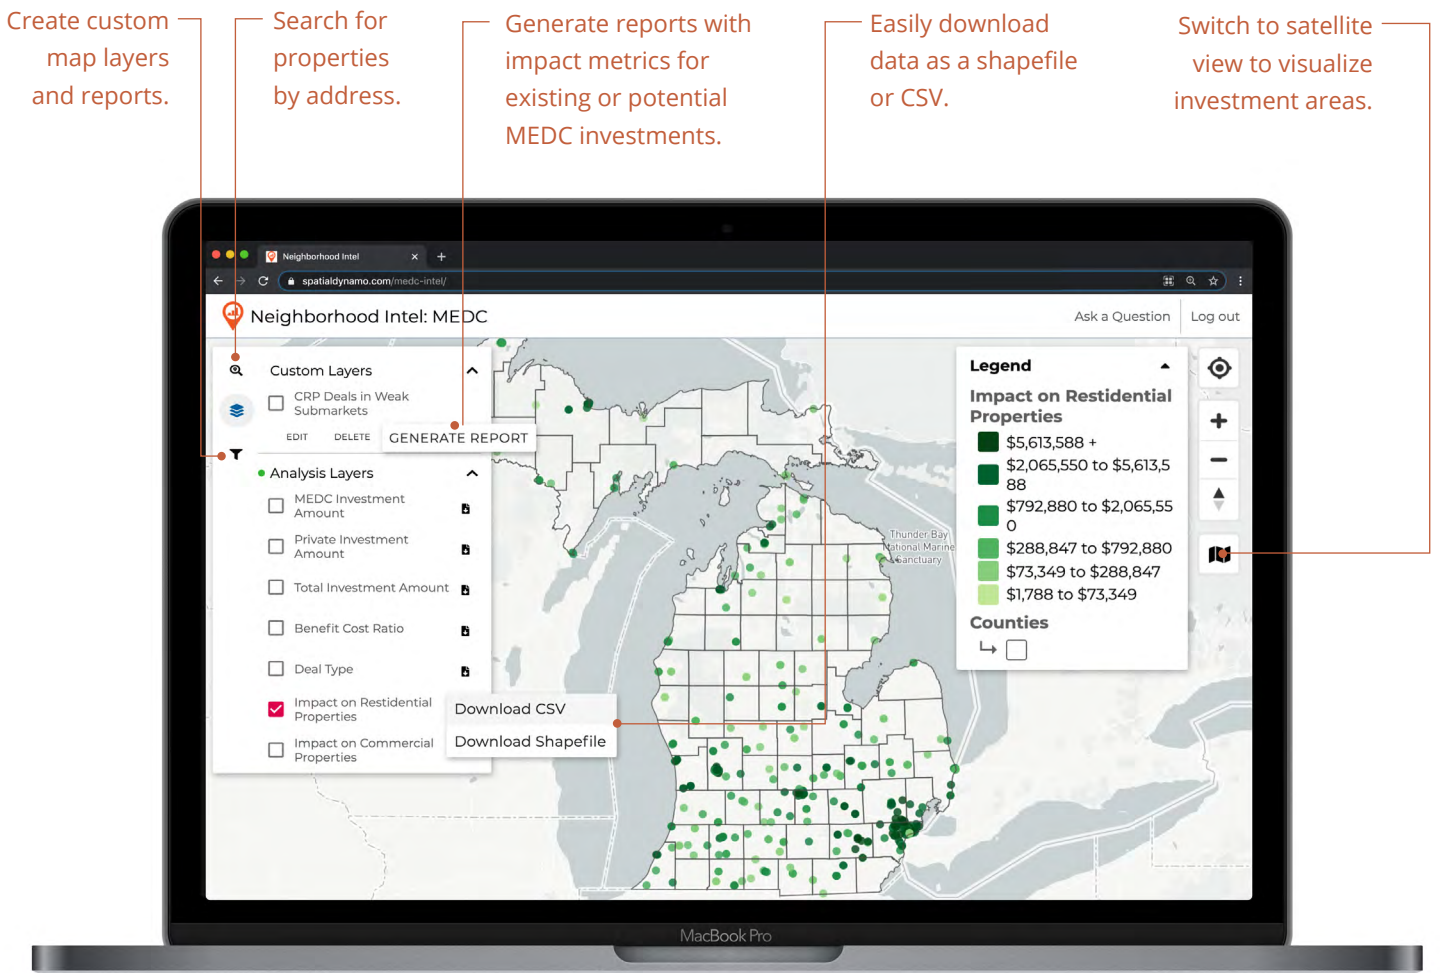 Create custom
map layers
and reports.
Search for
properties
by address.
Generate reports with
impact metrics for
existing or potential
MEDC investments.
Easily download
data as a shapefile
or CSV.
Switch to satellite
view to visualize
investment areas.
Neighborhood Intel
spatialdynamo.com/medc-intel/
Neighborhood Intel: MEDC
Ask a Question
Log out
Custom Layers
CRP Deals in Weak
Submarkets
EDIT
DELETE
GENERATE REPORT
Analysis Layers
MEDC Investment
Amount
Private Investment
Amount
Total Investment Amount
Benefit Cost Ratio
Deal Type
Impact on Restidential
Properties
Impact on Commercial
Properties
Download CSV
Download Shapefile
Thunder Bay
National Marine
Sanctuary
Legend
Impact on Restidential
Properties
$5,613,588 +
$2,065,550 to $5,613,5
88
$792,880 to $2,065,55
0
$288,847 to $792,880
$73,349 to $288,847
$1,788 to $73,349
Counties
MacBook Pro